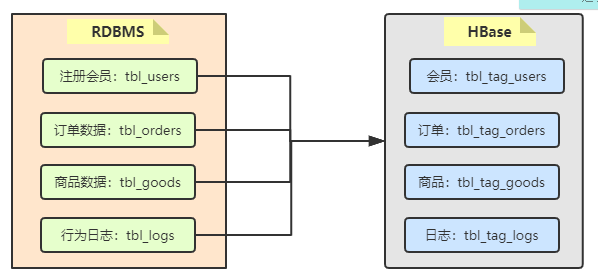 RDBMS
注册会员：tbl_users
订单数据：tbl_orders
商品数据：tbl_goods
行为日志：tbl_logs
HBase
会员：tbl_tag_users
订单：tbl_tag_orders
商品：tbl_tag_goods
日志：tbl_tag_logs